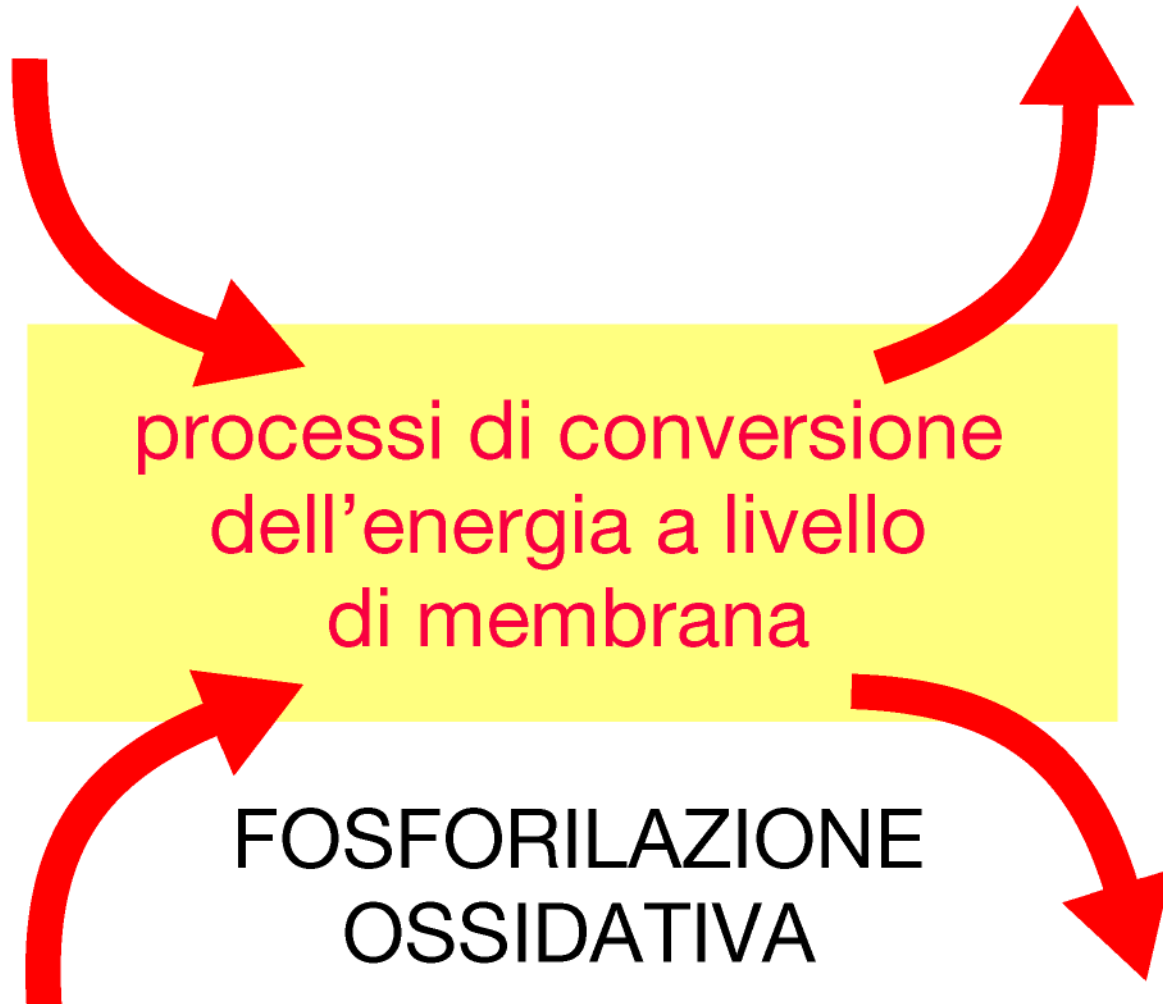 processi di conversione
dell’energia a livello
di membrana
FOSFORILAZIONE
OSSIDATIVA